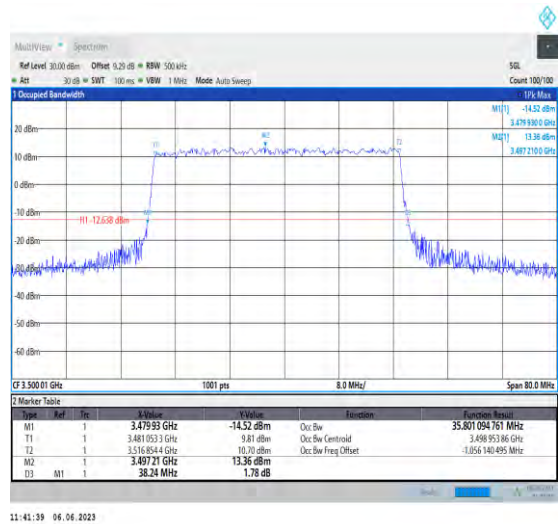 MultiView Spectrum
Ref Level 30.00 dBm Offset 9.29 dB RBW 500 kHz SGL
Att 30 dB SWT 100 ms VBW 1 MHz Mode Auto Sweep Count 100/100
1 Occupied Bandwidth 1Pk Max
M1[1] -14.52 dBm
3.479 930 0 GHz
M2[1] 13.36 dBm
3.497 210 0 GHz
20 dBm
10 dBm
0 dBm
-10 dBm
H1 -12.638 dBm
-20 dBm
-30 dBm
-40 dBm
-50 dBm
-60 dBm
T1
M2
T2
M1
CF 3.500 01 GHz 1001 pts 8.0 MHz/ Span 80.0 MHz
2 Marker Table
Type Ref Trc X-Value Y-Value Function Function Result
M1 1 3.479 93 GHz -14.52 dBm Occ Bw 35.801 094 761 MHz
T1 1 3.481 053 3 GHz 9.81 dBm Occ Bw Centroid 3.498 953 86 GHz
T2 1 3.516 854 4 GHz 10.70 dBm Occ Bw Freq Offset -1.056 140 495 MHz
M2 1 3.497 21 GHz 13.36 dBm
D3 M1 1 38.24 MHz 1.78 dB
11:41:39 06.06.2023